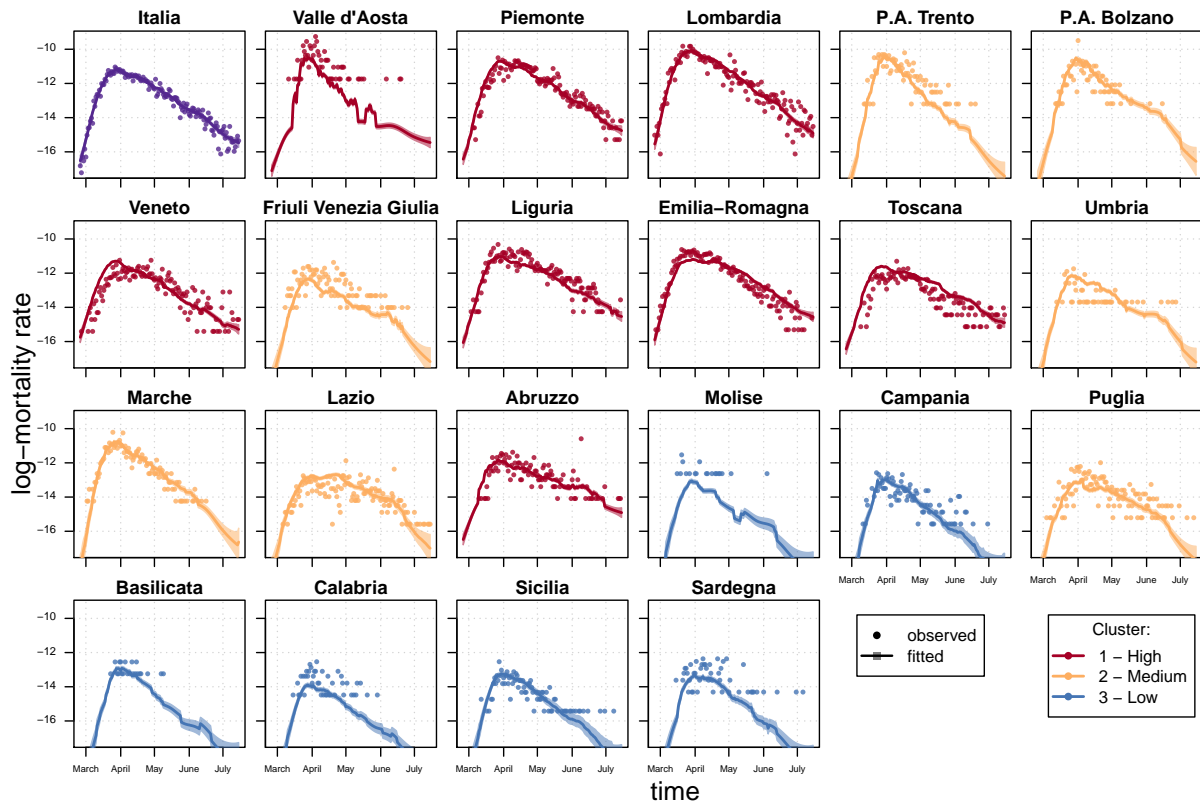 Italia Valle d'Aosta Piemonte Lombardia P.A. Trento P.A. Bolzano
−10
−12
−14
−16
Veneto Friuli Venezia Giulia Liguria Emilia−Romagna Toscana Umbria
−10
−12
−14
−16
Marche Lazio Abruzzo Molise Campania Puglia
−10
−12
−14
−16
March April May June July March April May June July
Basilicata Calabria Sicilia Sardegna
−10
−12
−14
−16
March April May June July March April May June July March April May June July March April May June July
log−mortality rate
time
observed
fitted
Cluster:
1 − High
2 − Medium
3 − Low